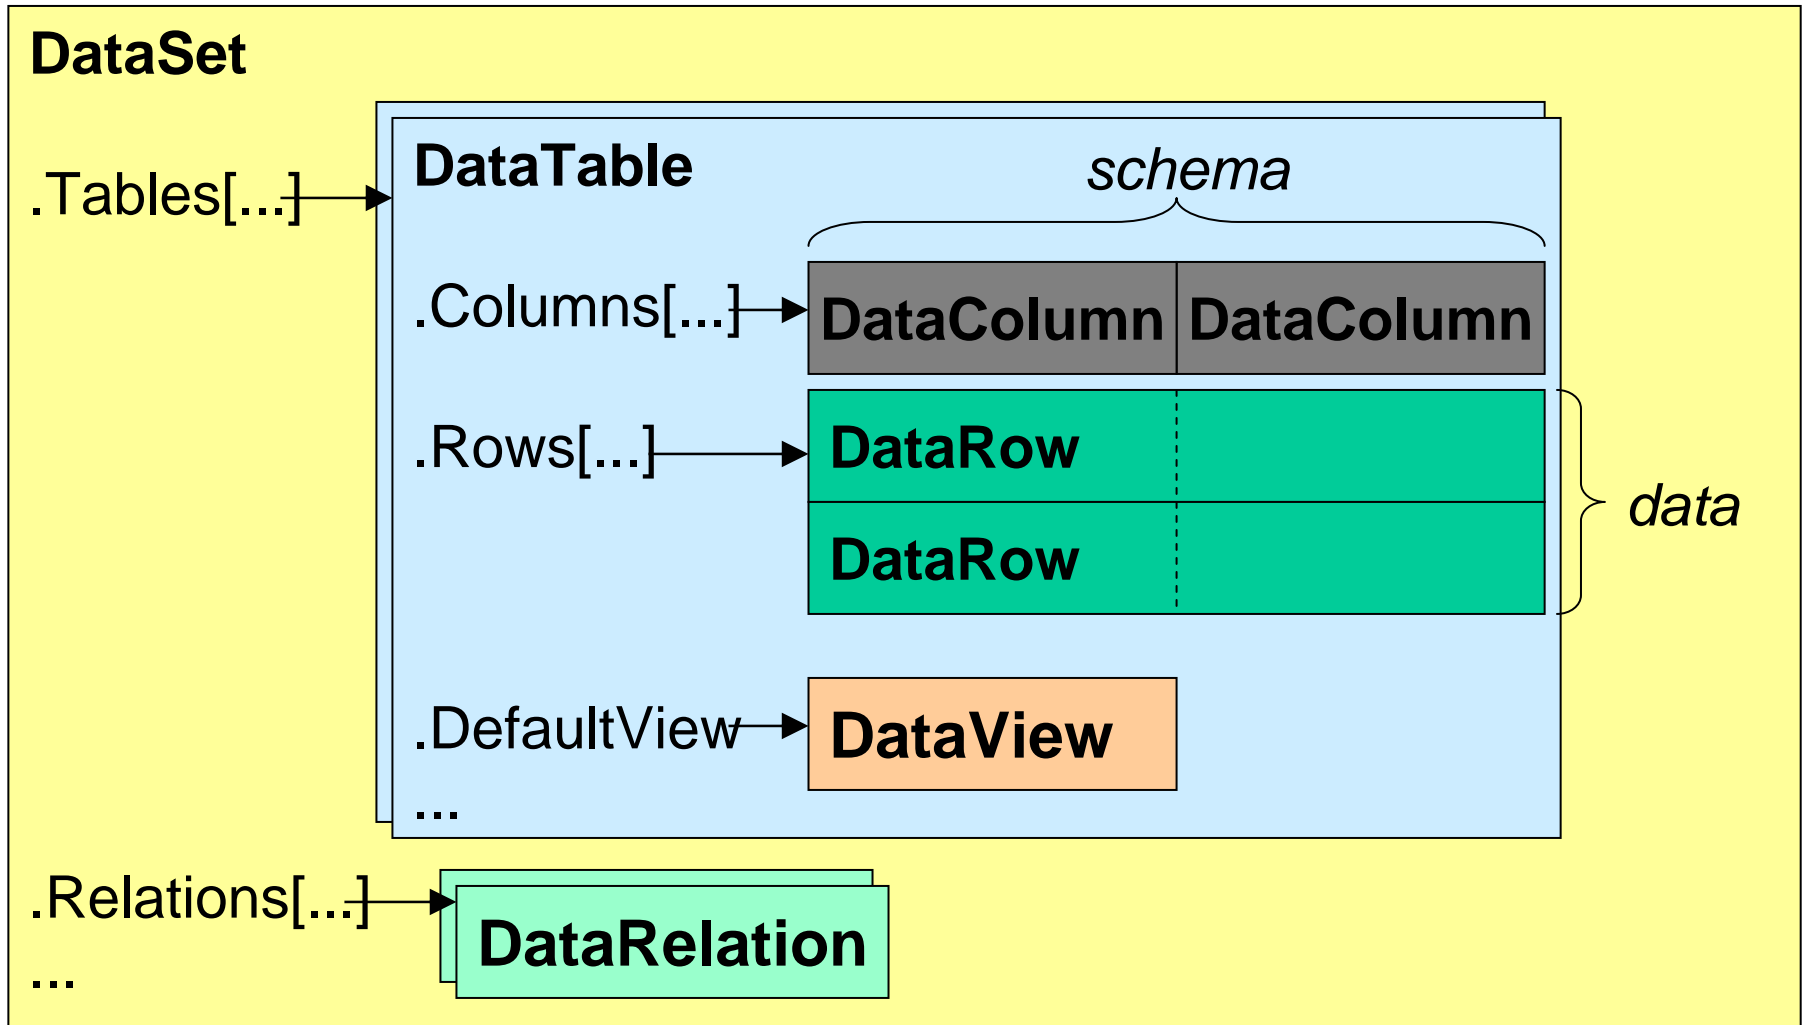 DataSet
.Tables[...]
DataTable
schema
.Columns[...]
DataColumn
DataColumn
.Rows[...]
DataRow
DataRow
data
.DefaultView
DataView
...
.Relations[...]
DataRelation
...